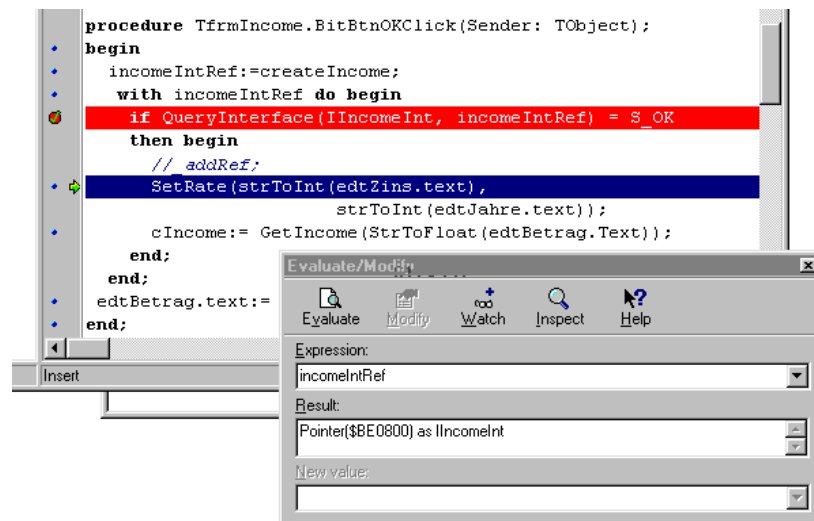 procedure TfrmIncome.BitBtnOKClick(Sender: TObject);
begin
incomeIntRef:=createIncome;
with incomeIntRef do begin
if QueryInterface(IIncomeInt, incomeIntRef) = S_OK
then begin
//_addRef;
SetRate(strToInt(edtZins.text),
strToInt(edtJahre.text));
cIncome:= GetIncome(StrToFloat(edtBetrag.Text));
end;
end;
edtBetrag.text:=
end;
Insert
Evaluate/Modify
Evaluate Modify Watch Inspect Help
Expression:
incomeIntRef
Result:
Pointer($BE0800) as IIncomeInt
New value: